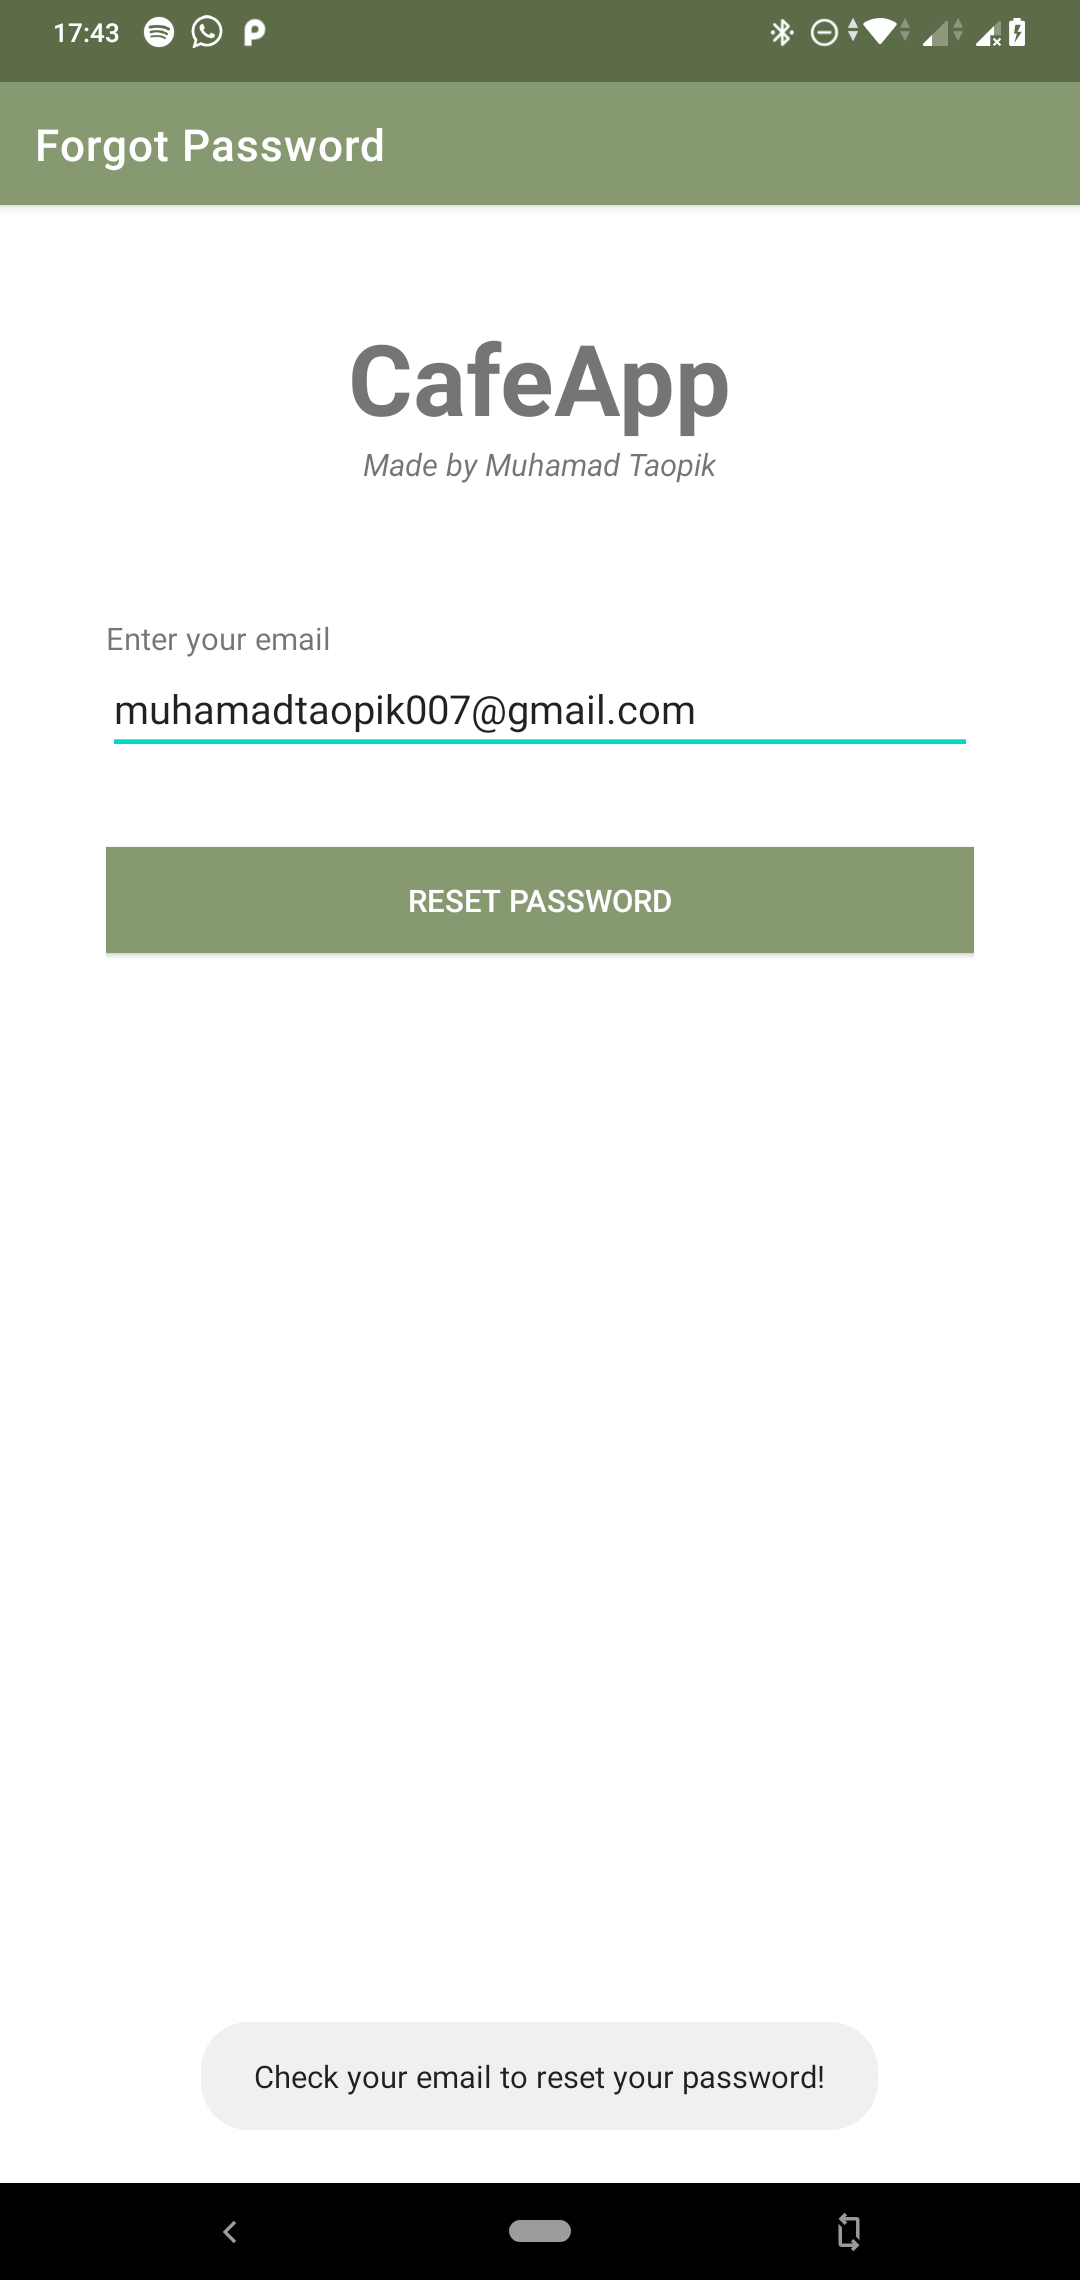 17:43
Forgot Password
CafeApp
Made by Muhamad Taopik
Enter your email
muhamadtaopik007@gmail.com
RESET PASSWORD
Check your email to reset your password!